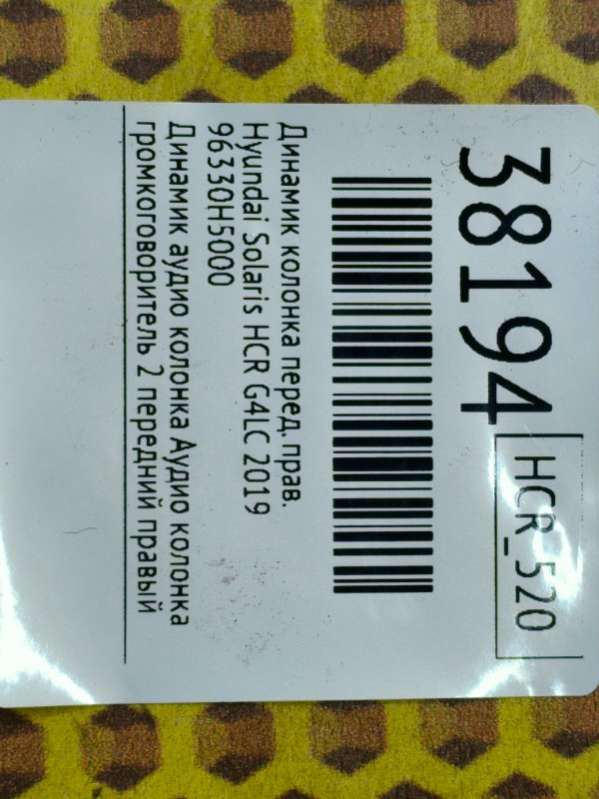 38194
HCR_520
Динамик колонка перед. прав.
Hyundai Solaris HCR G4LC 2019
96330H5000
Динамик аудио колонка Аудио колонка
громкоговоритель 2 передний правый